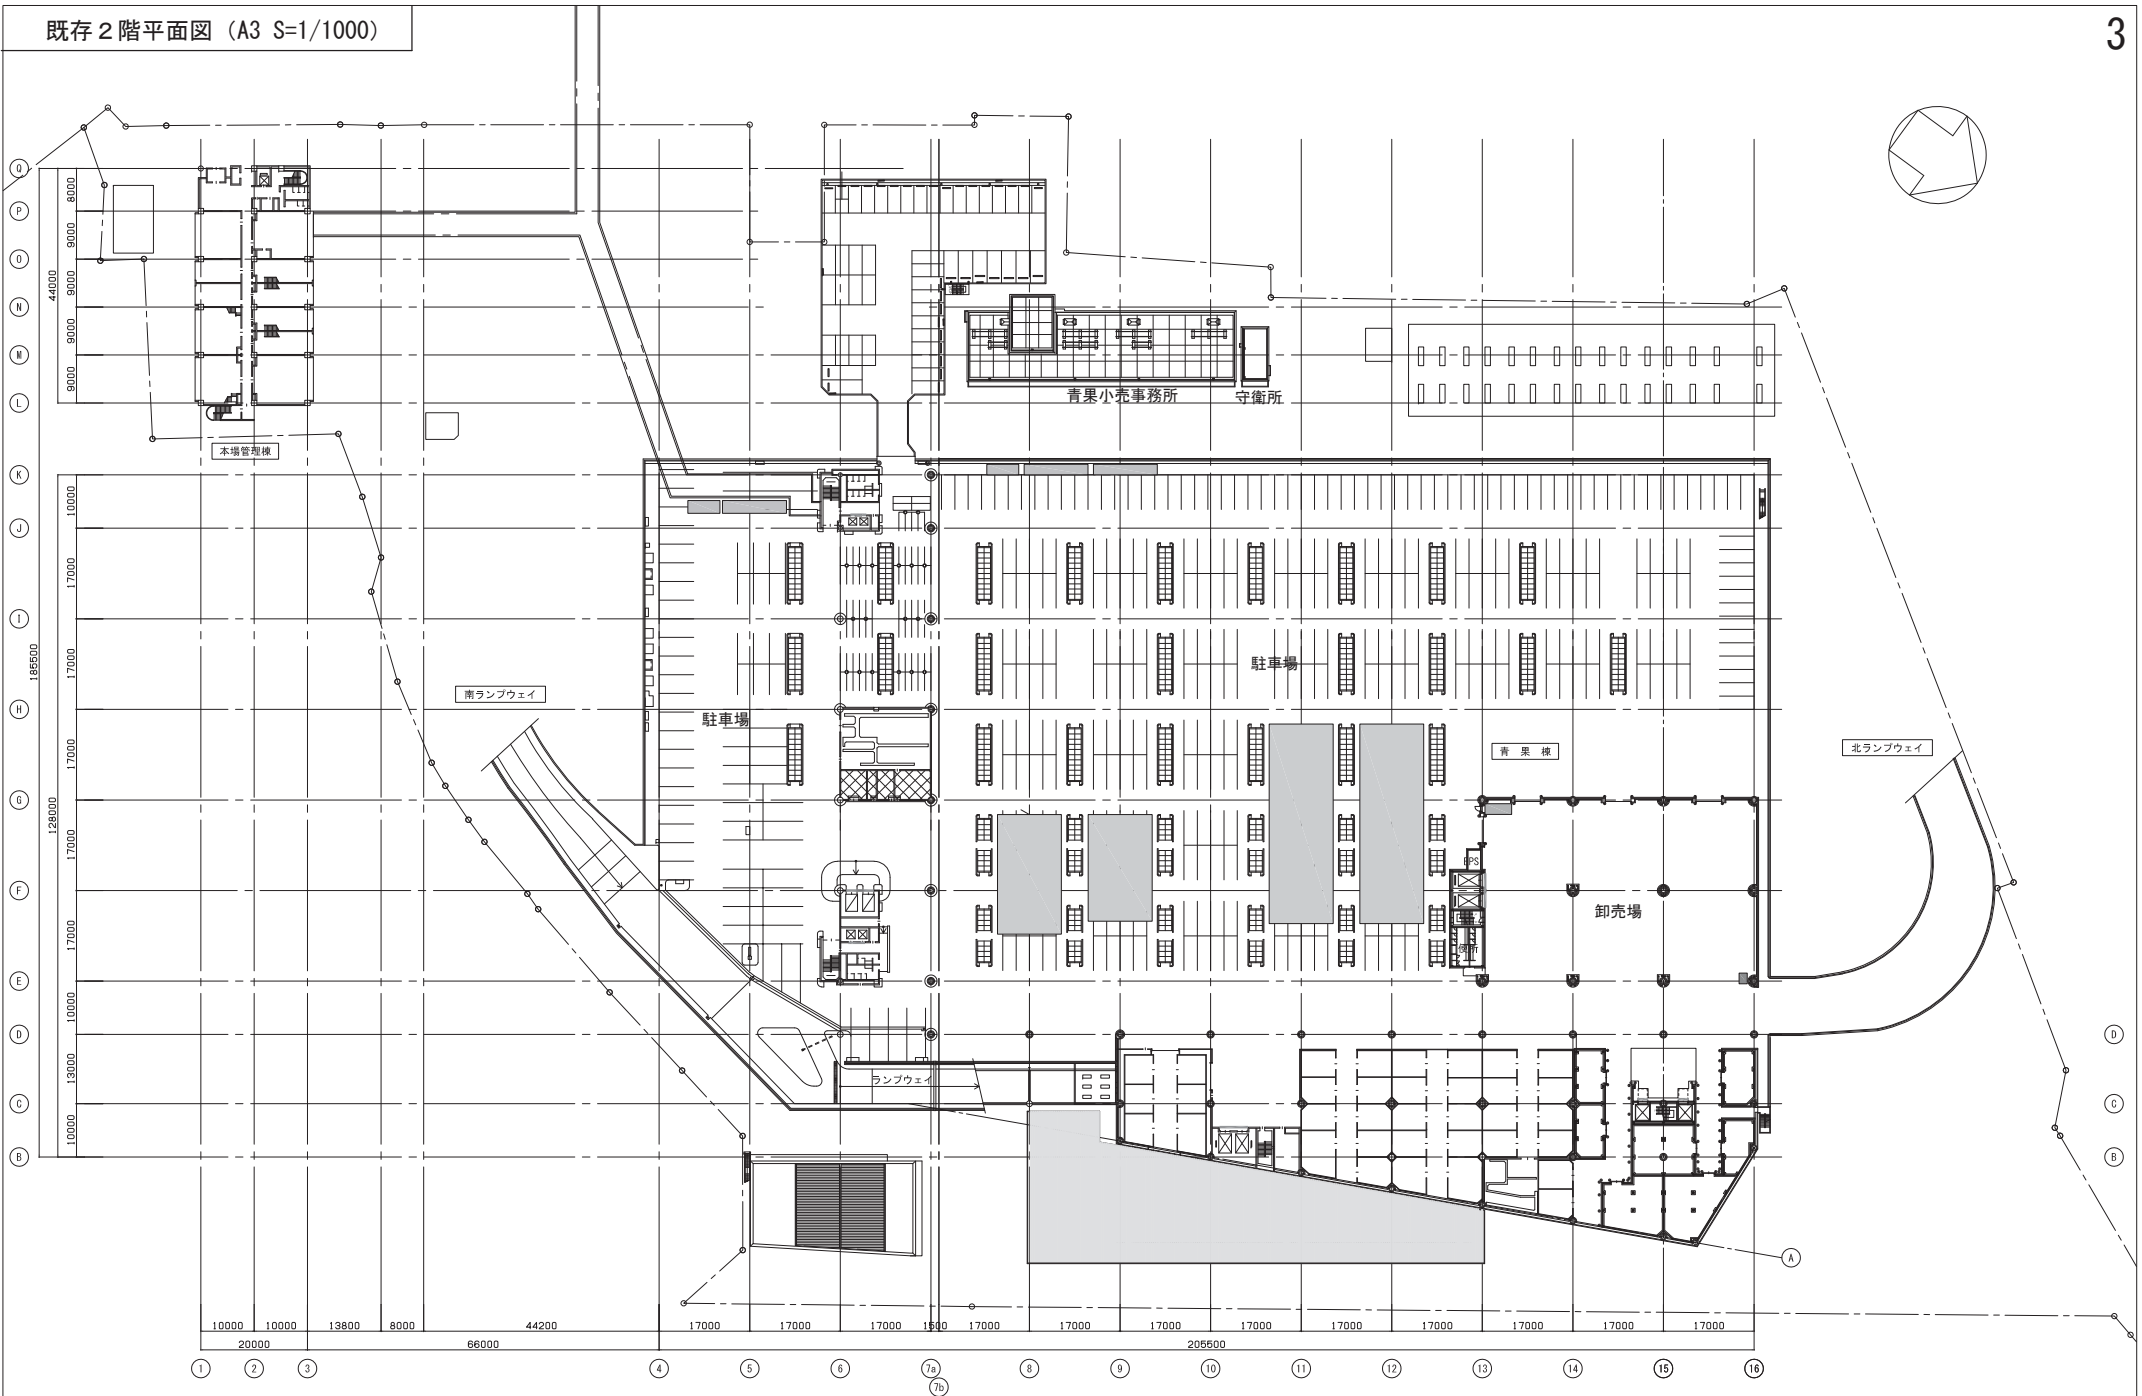 既存２階平面図（A3 S=1/1000）
3
Q
P
O
N
M
L
K
J
I
H
G
F
E
D
C
B
8000
9000
9000
9000
9000
44000
10000
17000
17000
17000
17000
17000
10000
13000
10000
185500
128000
本場管理棟
青果小売事務所
守衛所
南ランプウェイ
駐車場
駐車場
青果棟
北ランプウェイ
EPS
卸売場
便所
ランプウェイ
D
C
B
A
10000
10000
13800
8000
44200
17000
17000
17000
1500
17000
17000
17000
17000
17000
17000
17000
17000
17000
20000
66000
205500
1
2
3
4
5
6
7a
7b
8
9
10
11
12
13
14
15
16